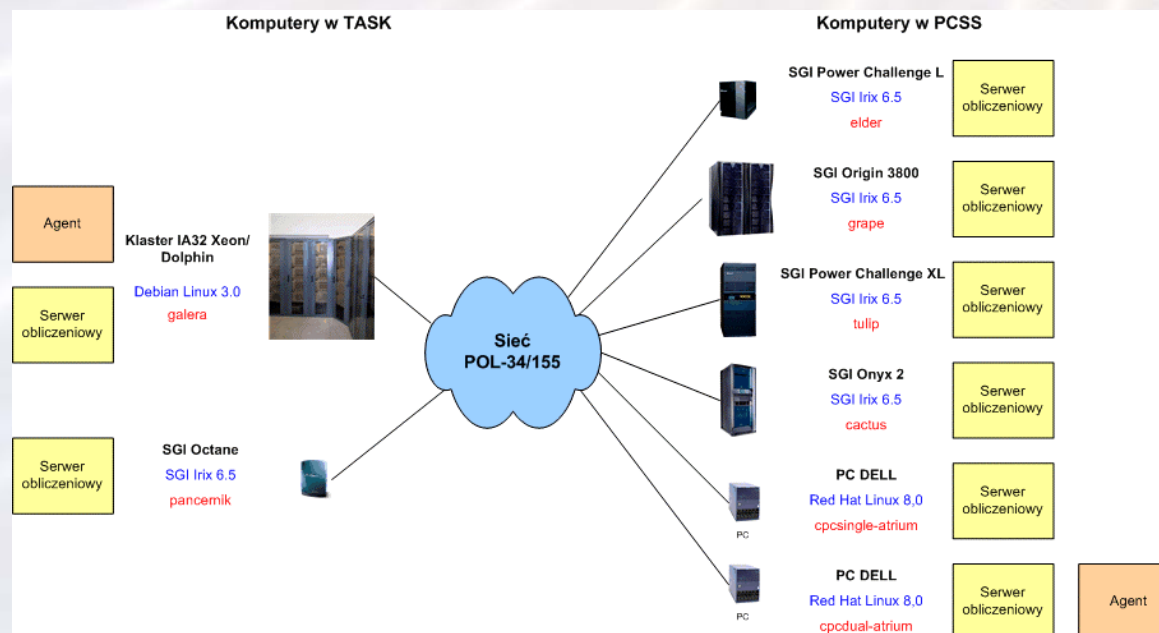 Komputery w TASK
Komputery w PCSS
Agent
Klaster IA32 Xeon/
Dolphin
Debian Linux 3.0
galera
Serwer
obliczeniowy
SGI Octane
SGI Irix 6.5
pancernik
Serwer
obliczeniowy
Sieć
POL-34/155
SGI Power Challenge L
SGI Irix 6.5
elder
Serwer
obliczeniowy
SGI Origin 3800
SGI Irix 6.5
grape
Serwer
obliczeniowy
SGI Power Challenge XL
SGI Irix 6.5
tulip
Serwer
obliczeniowy
SGI Onyx 2
SGI Irix 6.5
cactus
Serwer
obliczeniowy
PC
PC DELL
Red Hat Linux 8,0
cpcsingle-atrium
Serwer
obliczeniowy
PC
PC DELL
Red Hat Linux 8,0
cpcdual-atrium
Serwer
obliczeniowy
Agent